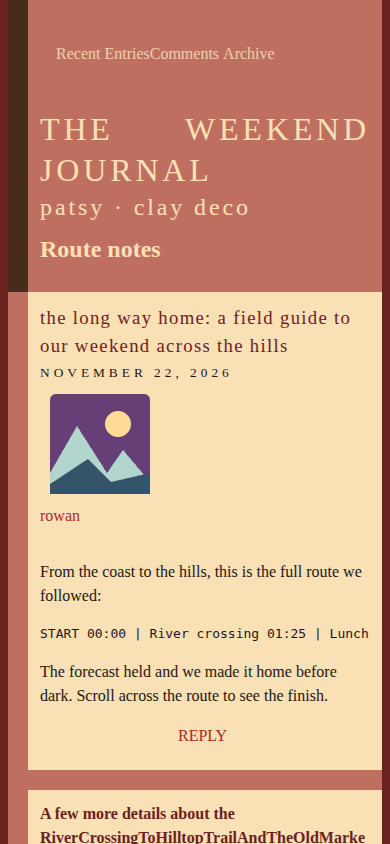 Recent EntriesComments Archive
THE WEEKEND
JOURNAL
patsy · clay deco
Route notes
the long way home: a field guide to
our weekend across the hills
NOVEMBER 22, 2026
rowan
From the coast to the hills, this is the full route we
followed:
START 00:00 | River crossing 01:25 | Lunch
The forecast held and we made it home before
dark. Scroll across the route to see the finish.
REPLY
A few more details about the
RiverCrossingToHilltopTrailAndTheOldMarke